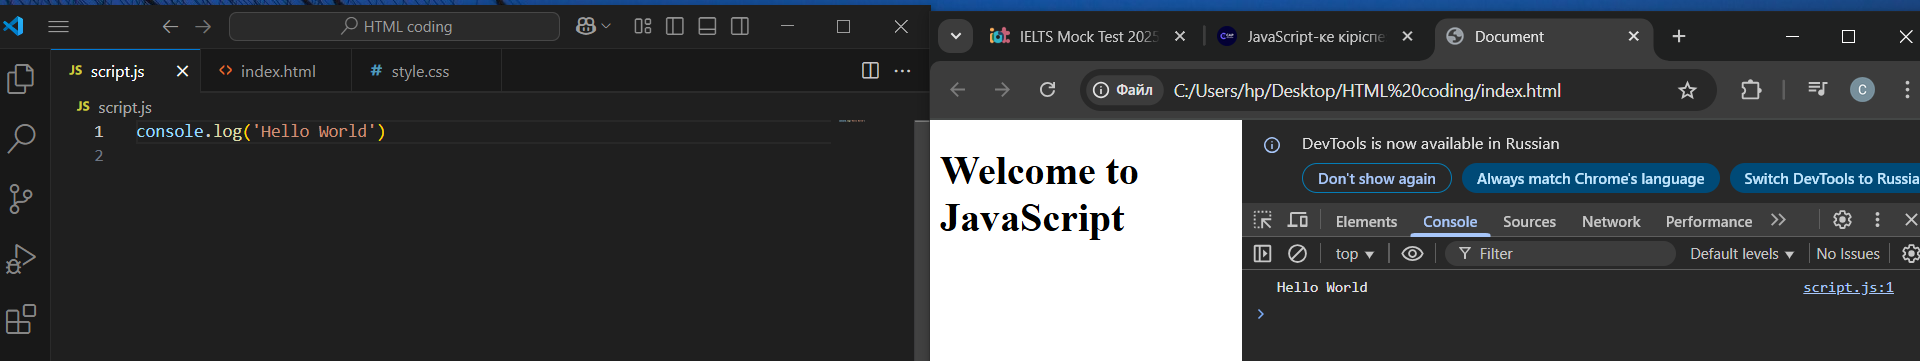 HTML coding
JS script.js
<> index.html
# style.css
JS script.js
1 console.log('Hello World')
2
IELTS Mock Test 2025
JavaScript-ке кіріспе
Document
Файл
C:/Users/hp/Desktop/HTML%20coding/index.html
C
Welcome to
JavaScript
DevTools is now available in Russian
Don't show again
Always match Chrome's language
Switch DevTools to Russia
Elements
Console
Sources
Network
Performance
top
Filter
Default levels
No Issues
Hello World
script.js:1